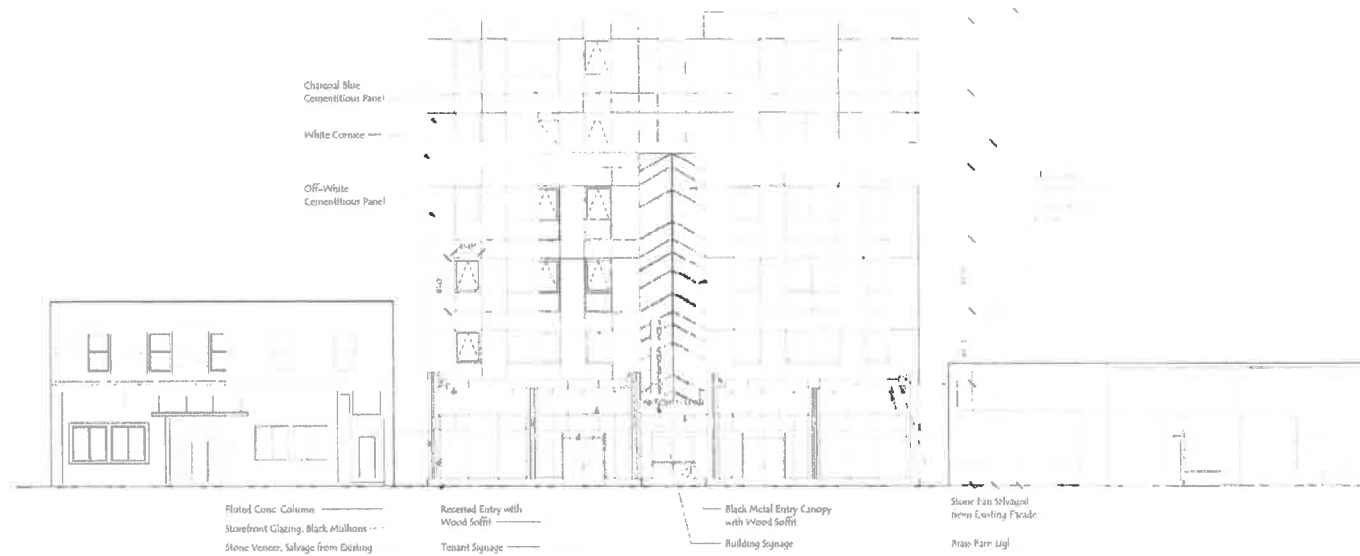 Charcoal Blue
Cementitious Panel
White Cornice
Off-White
Cementitious Panel
Fluted Conc Column
Storefront Glazing, Black Mullions
Stone Veneer, Salvage from Existing
Recessed Entry with
Wood Soffit
Tenant Signage
Black Metal Entry Canopy
with Wood Soffit
Building Signage
Stone Fan Salvaged
from Existing Facade